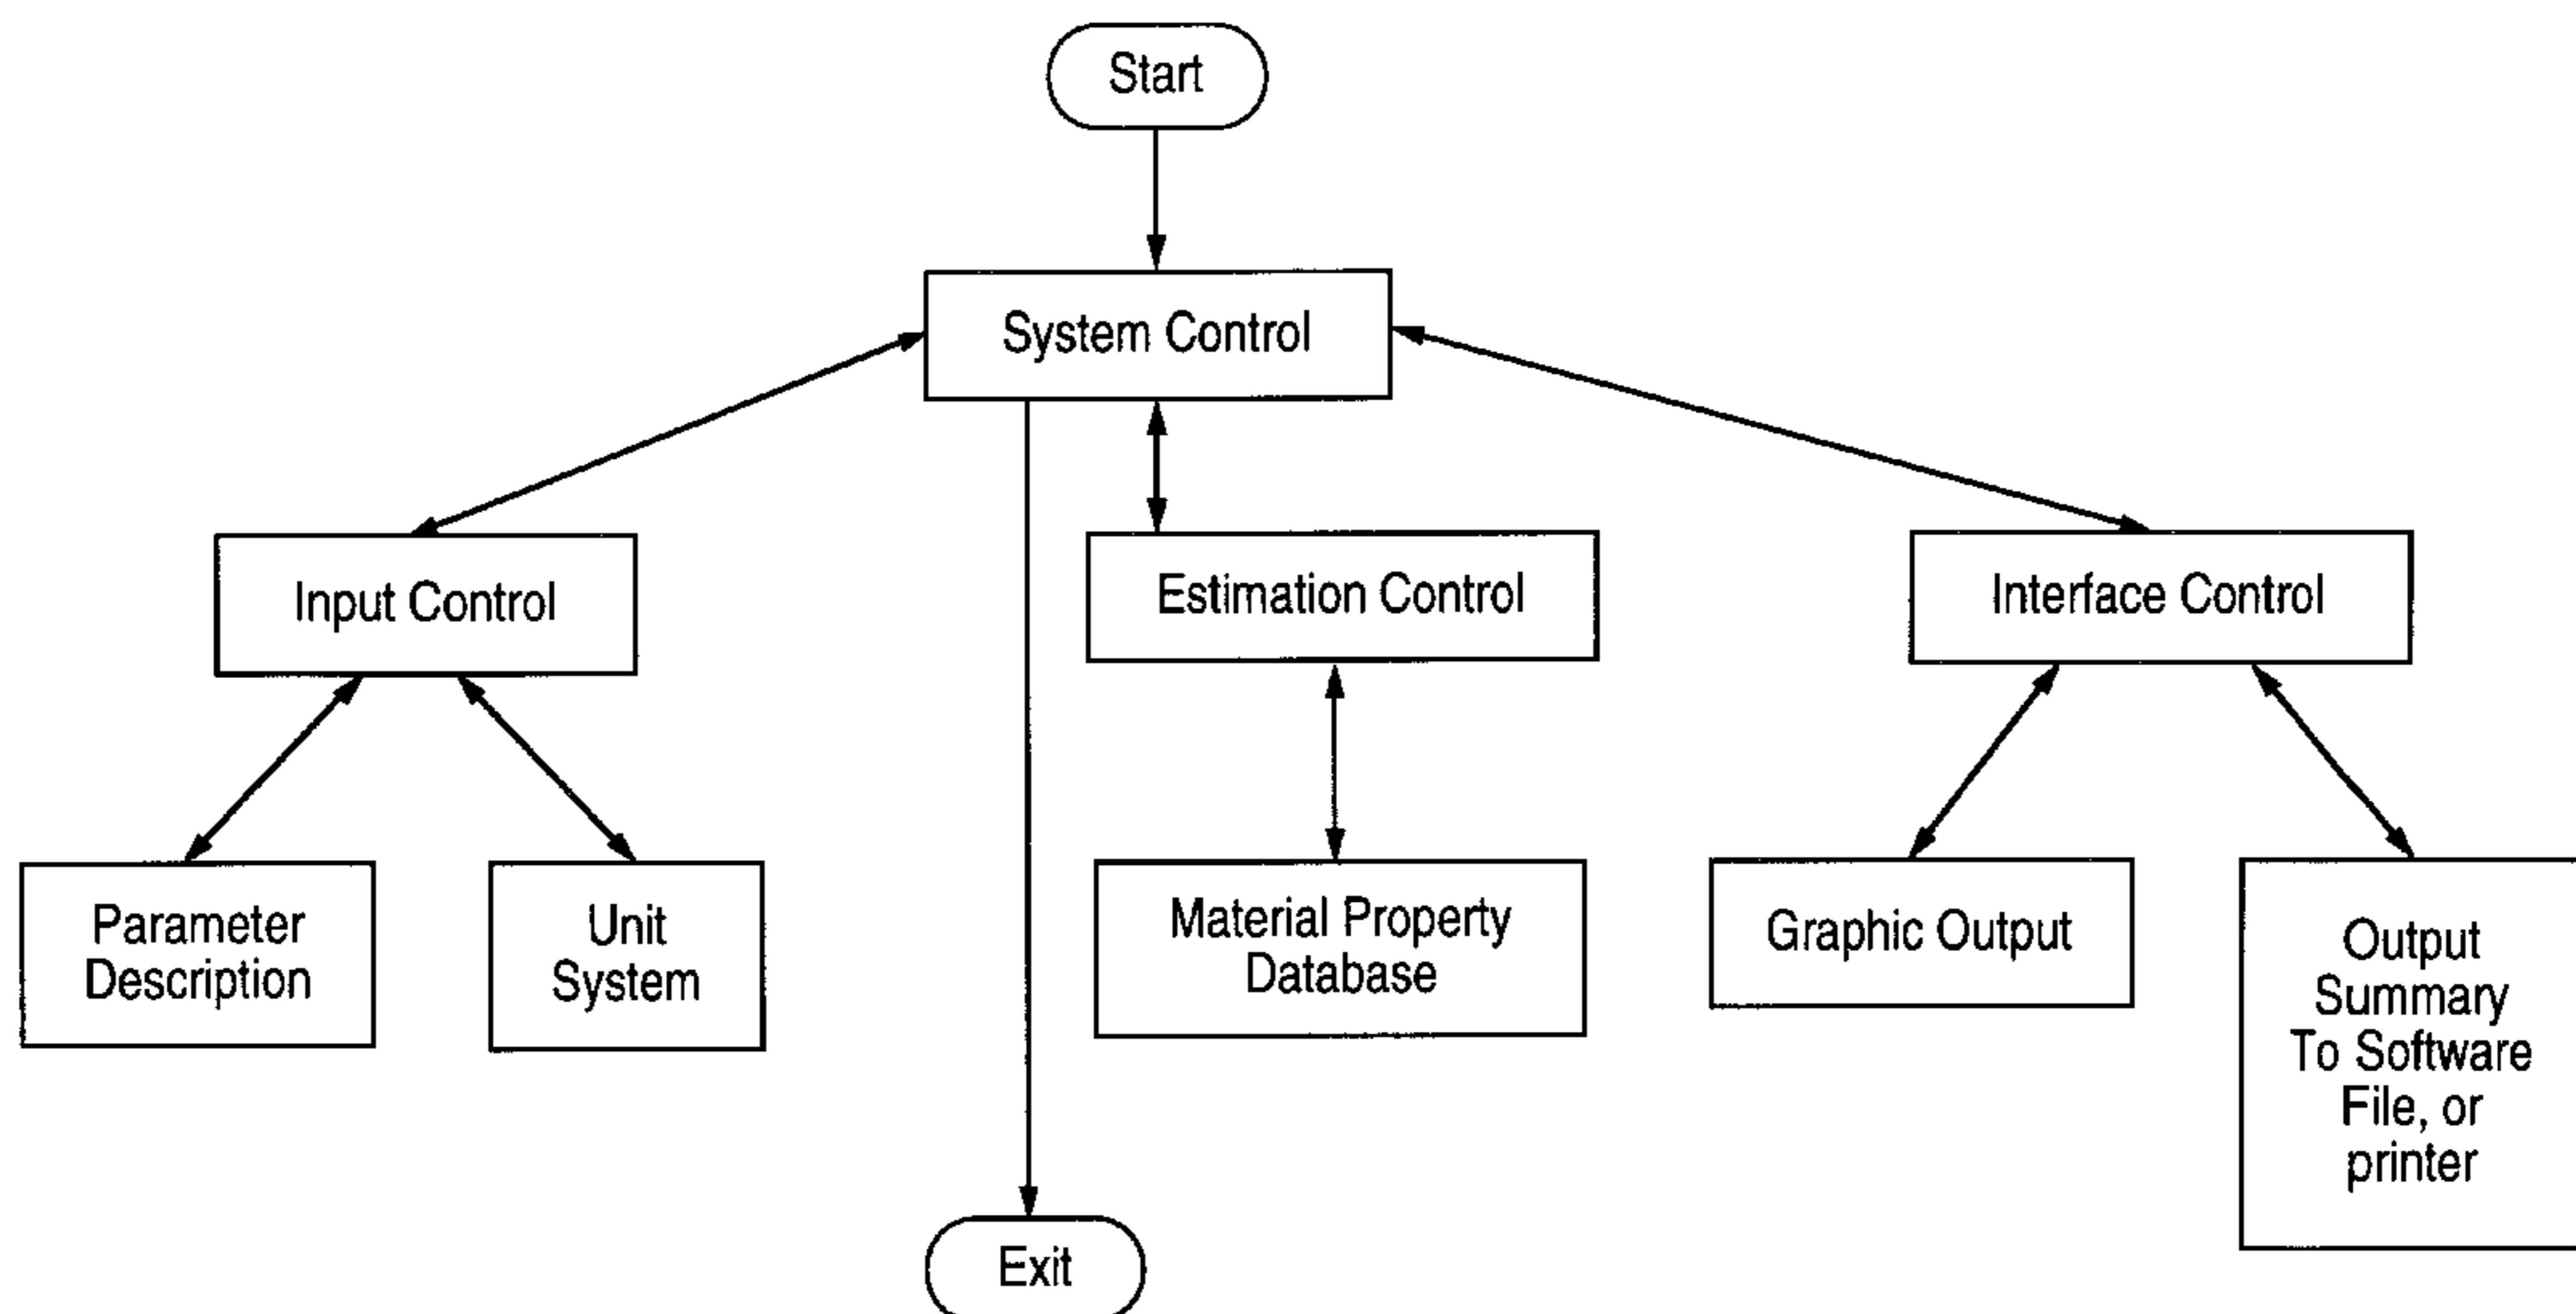 Start
System Control
Input Control
Estimation Control
Interface Control
Parameter
Description
Unit
System
Material Property
Database
Graphic Output
Output
Summary
To Software
File, or
printer
Exit